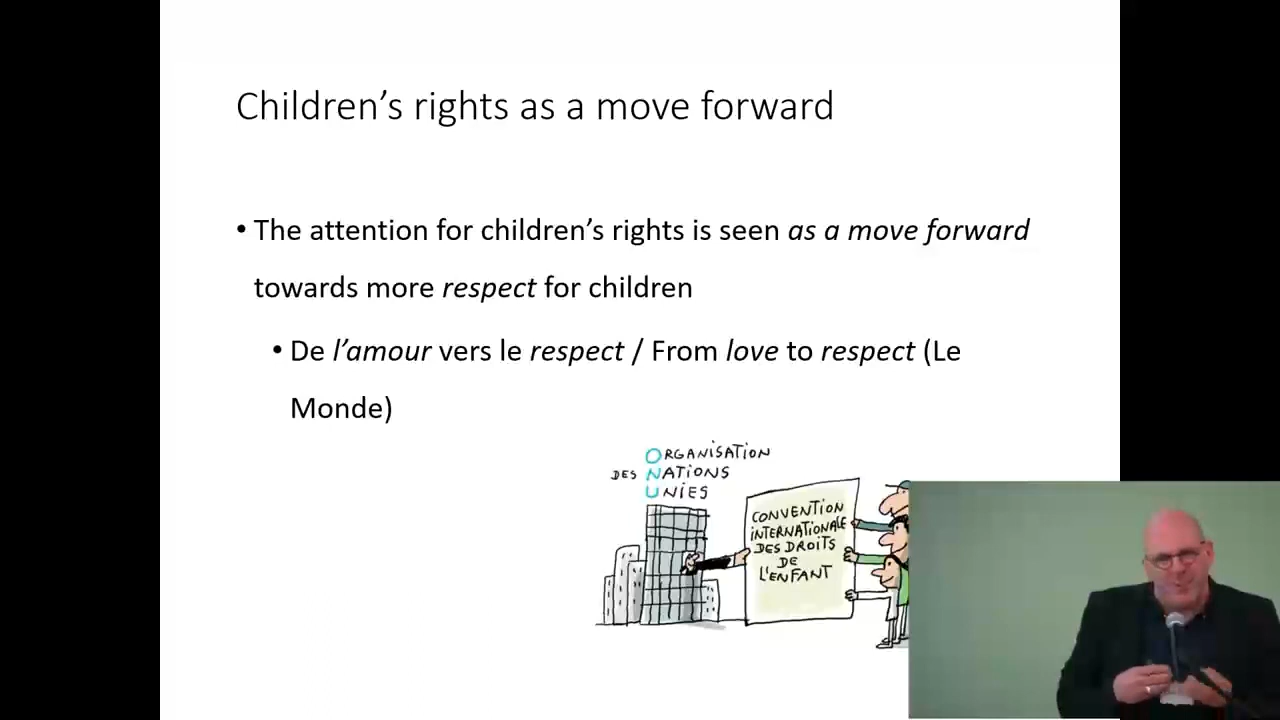 Children’s rights as a move forward
• The attention for children’s rights is seen as a move forward
towards more respect for children
• De l’amour vers le respect / From love to respect (Le
Monde)
ORGANISATION
DES NATIONS
UNIES
CONVENTION
INTERNATIONALE
DES DROITS
DE
L'ENFANT